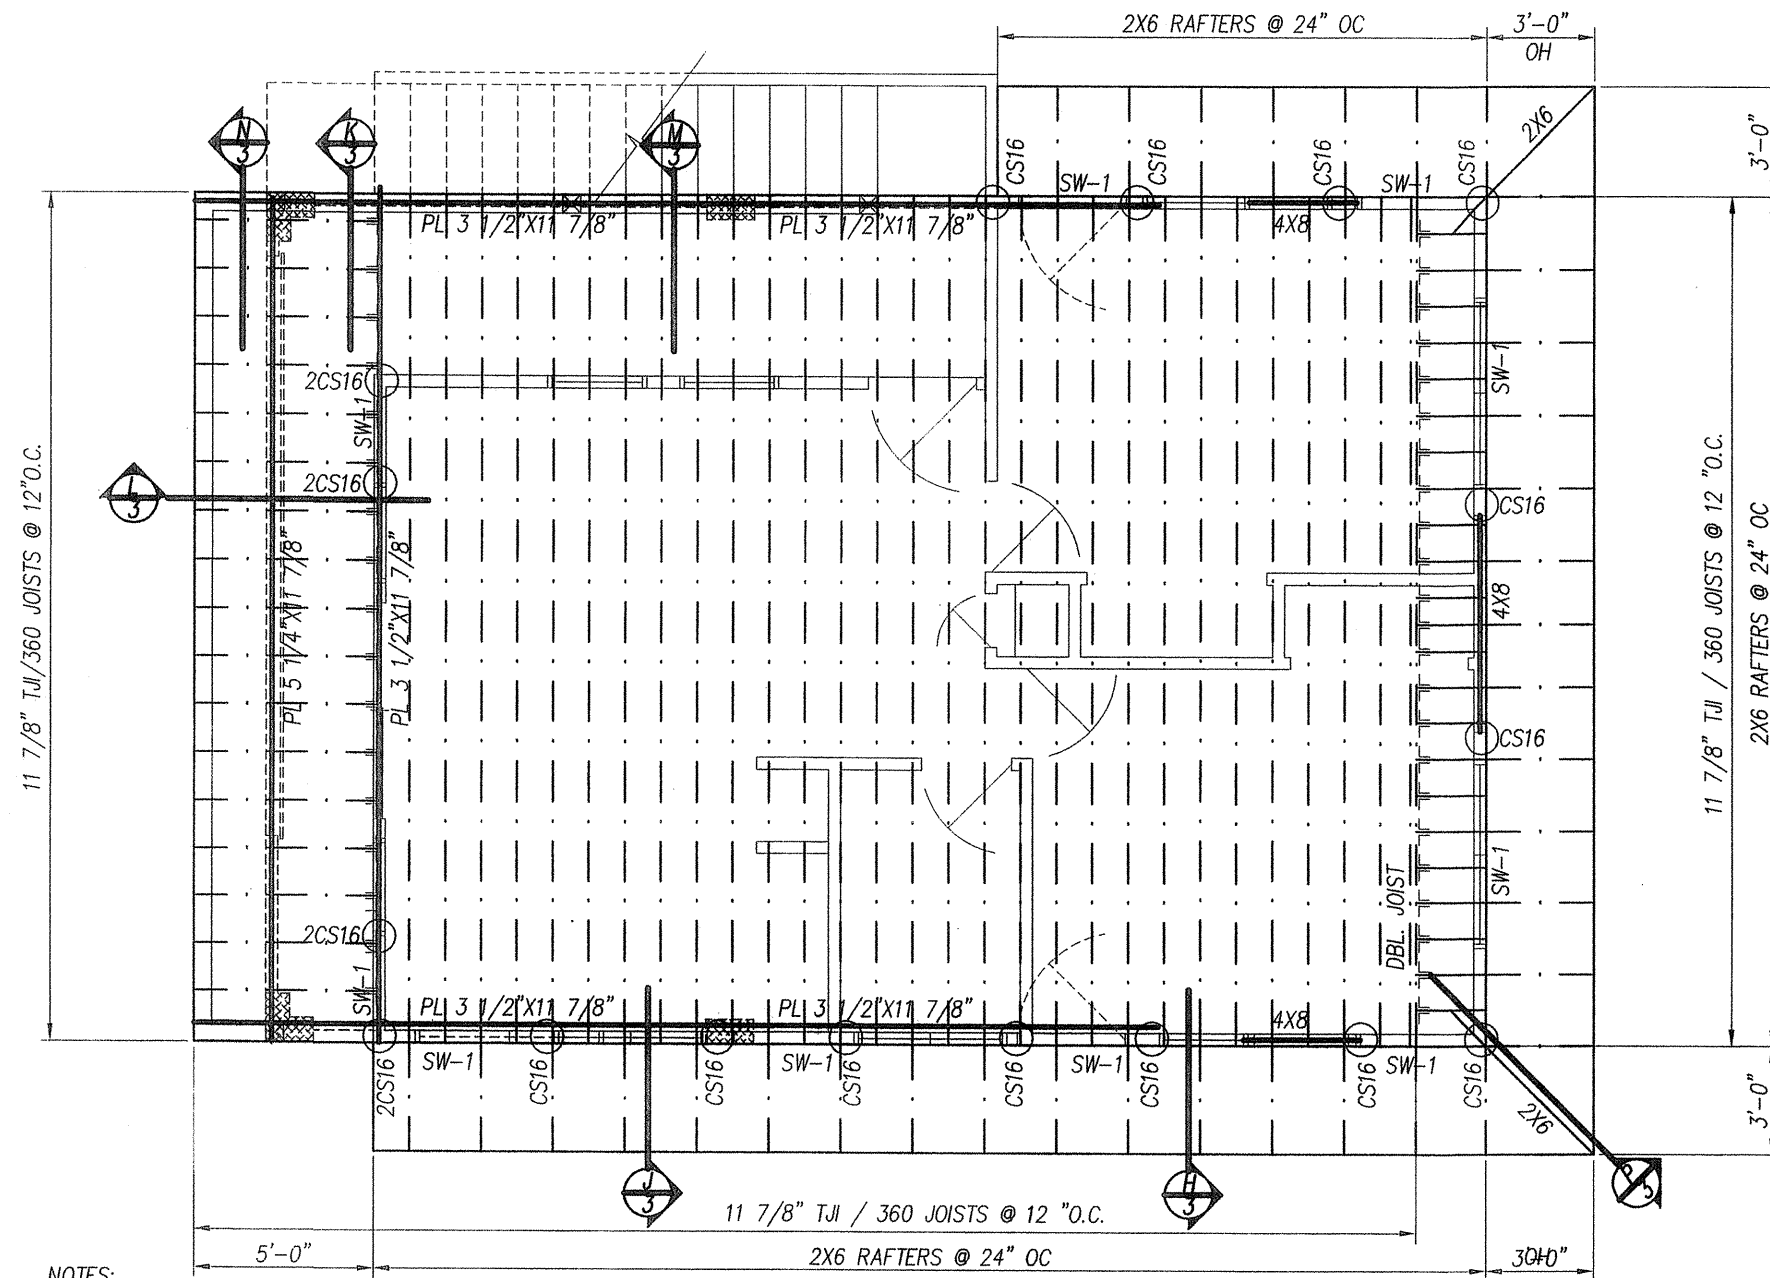 2X6 RAFTERS @ 24" OC
3'-0"
OH
N
3
K
3
M
3
2X6
3'-0"
CS16
SW-1
CS16
CS16
SW-1
CS16
PL 3 1/2"X11 7/8"
PL 3 1/2"X11 7/8"
4X8
2CS16
SW-1
SW-1
2CS16
L
3
CS16
11 7/8" TJI/360 JOISTS @ 12"O.C.
PL 5 1/4"X11 7/8"
PL 3 1/2"X11 7/8"
4X8
11 7/8" TJI / 360 JOISTS @ 12 "O.C.
2X6 RAFTERS @ 24" OC
CS16
SW-1
DBL. JOIST
2CS16
SW-1
PL 3 1/2"X11 7/8"
PL 3 1/2"X11 7/8"
4X8
2CS16
SW-1
CS16
CS16
SW-1
CS16
CS16
SW-1
CS16
CS16
SW-1
CS16
2X6
3'-0"
J
3
H
3
5
11 7/8" TJI / 360 JOISTS @ 12 "O.C.
5'-0"
2X6 RAFTERS @ 24" OC
3'-0"
OH
NOTES: